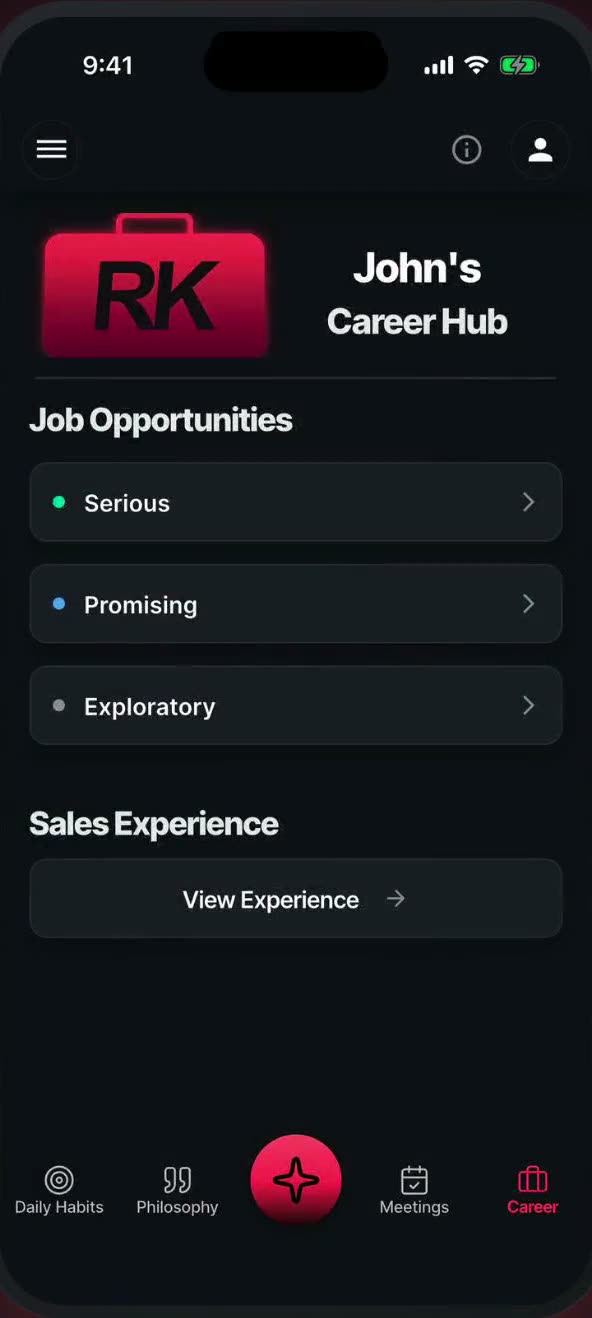 9:41
RK
John's
Career Hub
Job Opportunities
Serious
Promising
Exploratory
Sales Experience
View Experience
Daily Habits
Philosophy
Meetings
Career